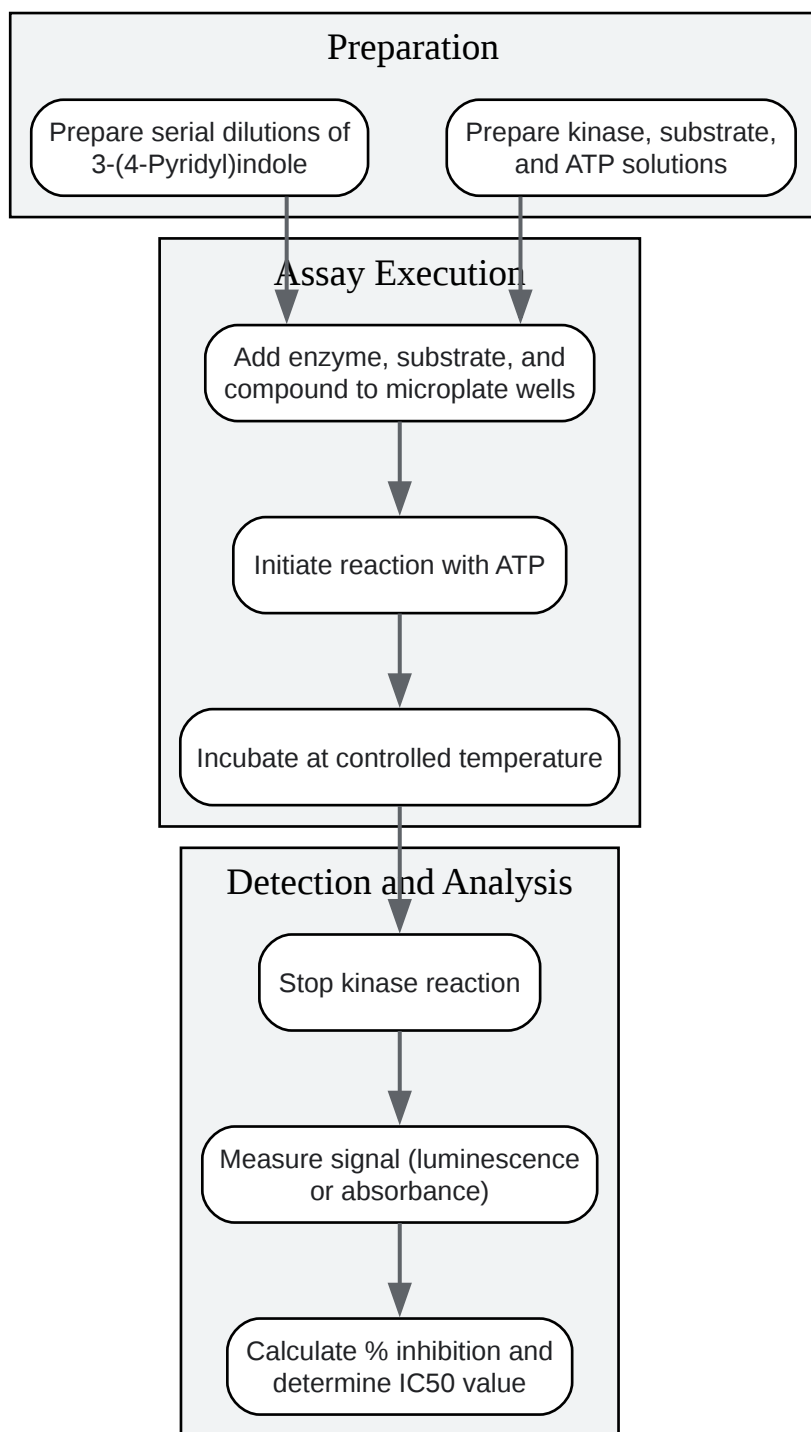 Preparation
Prepare serial dilutions of
3-(4-Pyridyl)indole
Prepare kinase, substrate,
and ATP solutions
Assay Execution
Add enzyme, substrate, and
compound to microplate wells
Initiate reaction with ATP
Incubate at controlled temperature
Detection and Analysis
Stop kinase reaction
Measure signal (luminescence
or absorbance)
Calculate % inhibition and
determine IC50 value